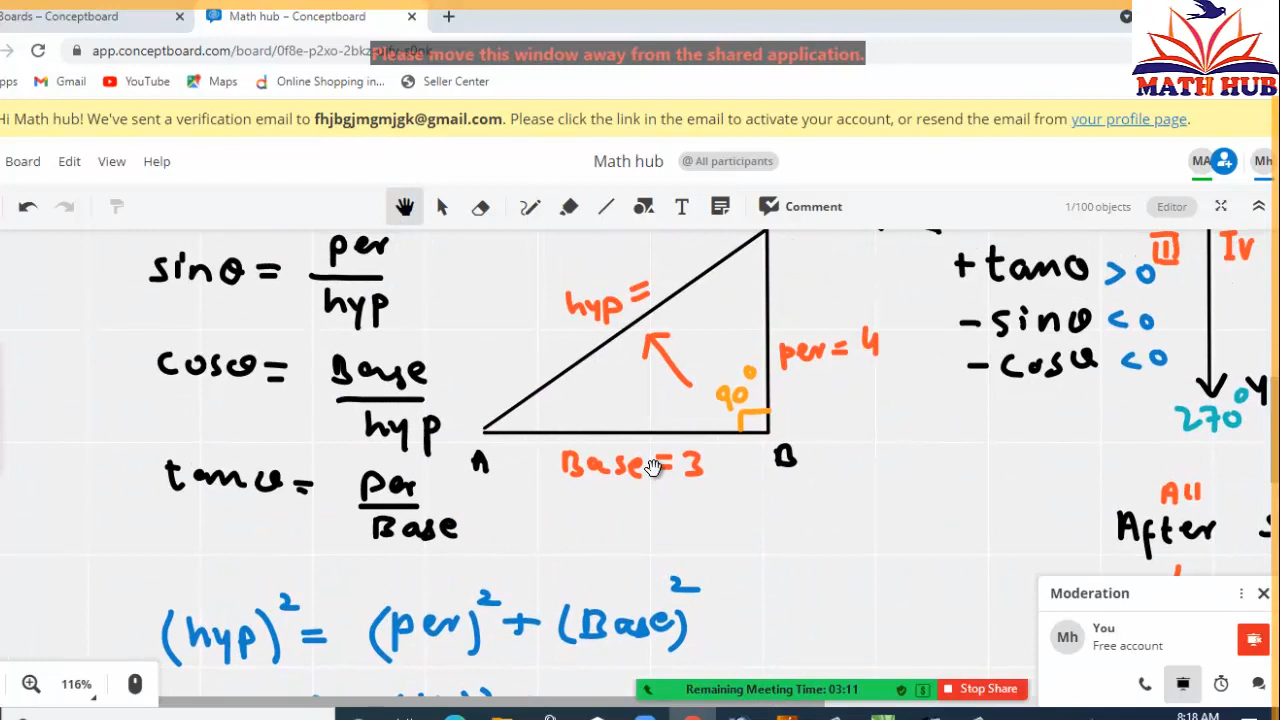 Boards – Conceptboard
Math hub – Conceptboard
app.conceptboard.com/board/0f8e-p2xo-2bkz
Please move this window away from the shared application.
MATH HUB
pps
Gmail
YouTube
Maps
Online Shopping in...
Seller Center
Hi Math hub! We've sent a verification email to fhjbgjmgmjgk@gmail.com. Please click the link in the email to activate your account, or resend the email from your profile page.
Board Edit View Help
Math hub
@ All participants
MA
Mh
Comment
1/100 objects
Editor
sinθ = per/hyp
cosθ = Base/hyp
tanθ = per/Base
hyp =
per = 4
90°
A
B
Base = 3
+tanθ > 0
-sinθ < 0
-cosθ < 0
III
IV
270°
Y
All
After
(hyp)² = (per)² + (Base)²
Moderation
Mh
You
Free account
116%
Remaining Meeting Time: 03:11
Stop Share
8:18 AM